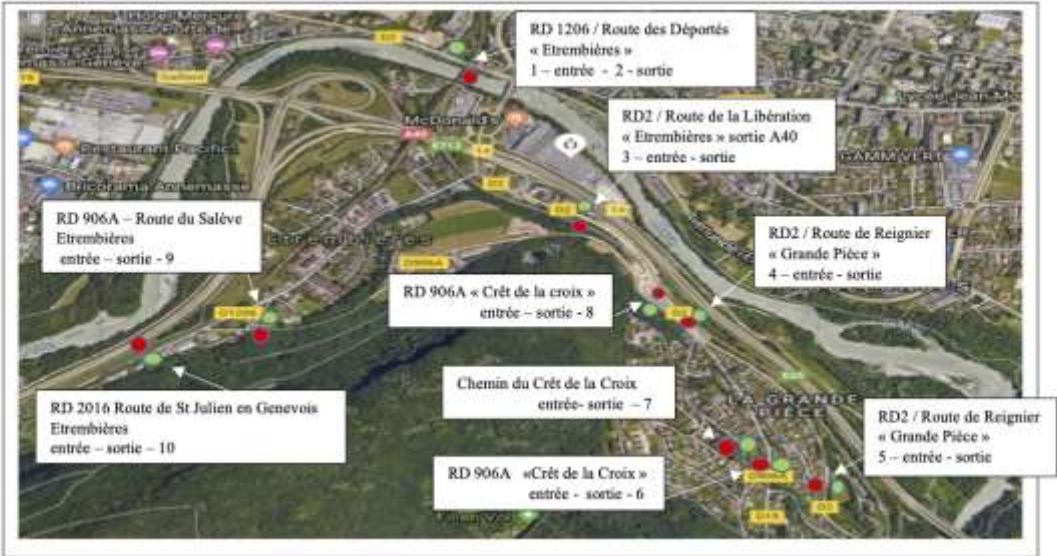 RD 1206 / Route des Déportés
« Etrembières »
1 – entrée - 2 - sortie
RD2 / Route de la Libération
« Etrembières » sortie A40
3 – entrée - sortie
McDonald's
A40
GAMM VERT
Restaurant Pacific
Bricorama Annemasse
RD 906A – Route du Salève
Etrembières
entrée – sortie - 9
RD2 / Route de Reignier
« Grande Pièce »
4 – entrée - sortie
RD 906A « Crêt de la croix »
entrée – sortie - 8
D1206
Chemin du Crêt de la Croix
entrée- sortie – 7
LA GRANDE
PIÈCE
RD 2016 Route de St Julien en Genevois
Etrembières
entrée – sortie – 10
RD2 / Route de Reignier
« Grande Pièce »
5 – entrée - sortie
RD 906A «Crêt de la Croix »
entrée - sortie - 6